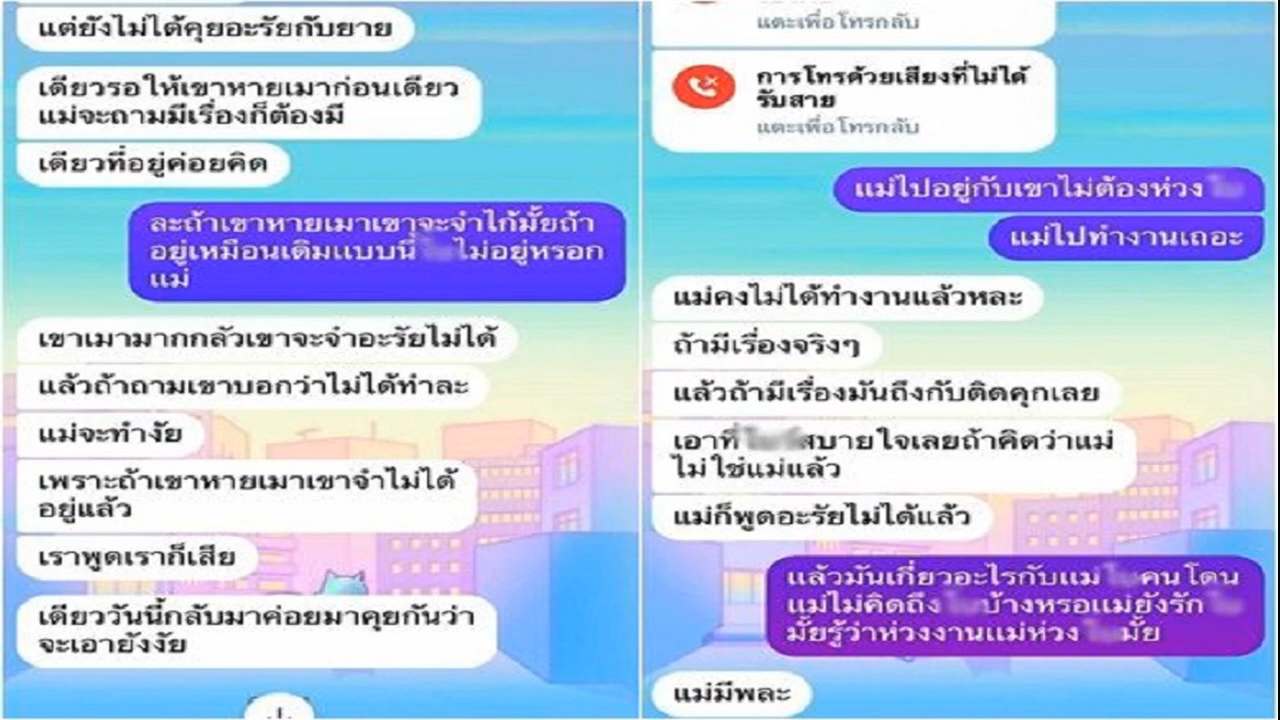 แต่ยังไม่ได้คุยอะรัยกับยาย
เดียวรอให้เขาหายเมาก่อนเดียว
แม่จะถามมีเรื่องก็ต้องมี
เดียวที่อยู่ค่อยคิด
ละถ้าเขาหายเมาเขาจะจำไก้มั้ยถ้า
อยู่เหมือนเดิมแบบนี้ ไม่อยู่หรอก
แม่
เขาเมามากกลัวเขาจะจำอะรัยไม่ได้
แล้วถ้าถามเขาบอกว่าไม่ได้ทำละ
แม่จะทำงัย
เพราะถ้าเขาหายเมาเขาจำไม่ได้
อยู่แล้ว
เราพูดเราก็เสีย
เดียววันนี้กลับมาค่อยมาคุยกันว่า
จะเอายังงัย
แตะเพื่อโทรกลับ
การโทรด้วยเสียงที่ไม่ได้
รับสาย
แตะเพื่อโทรกลับ
แม่ไปอยู่กับเขาไม่ต้องห่วง
แม่ไปทำงานเถอะ
แม่คงไม่ได้ทำงานแล้วหละ
ถ้ามีเรื่องจริงๆ
แล้วถ้ามีเรื่องมันถึงกับติดคุกเลย
เอาที่ สบายใจเลยถ้าคิดว่าแม่
ไม่ใช่แม่แล้ว
แม่ก็พูดอะรัยไม่ได้แล้ว
แล้วมันเกี่ยวอะไรกับแม่ คนโดน
แม่ไม่คิดถึง บ้างหรอแม่ยังรัก
มั้ยรู้ว่าห่วงงานแม่ห่วง มั้ย
แม่มีพละ